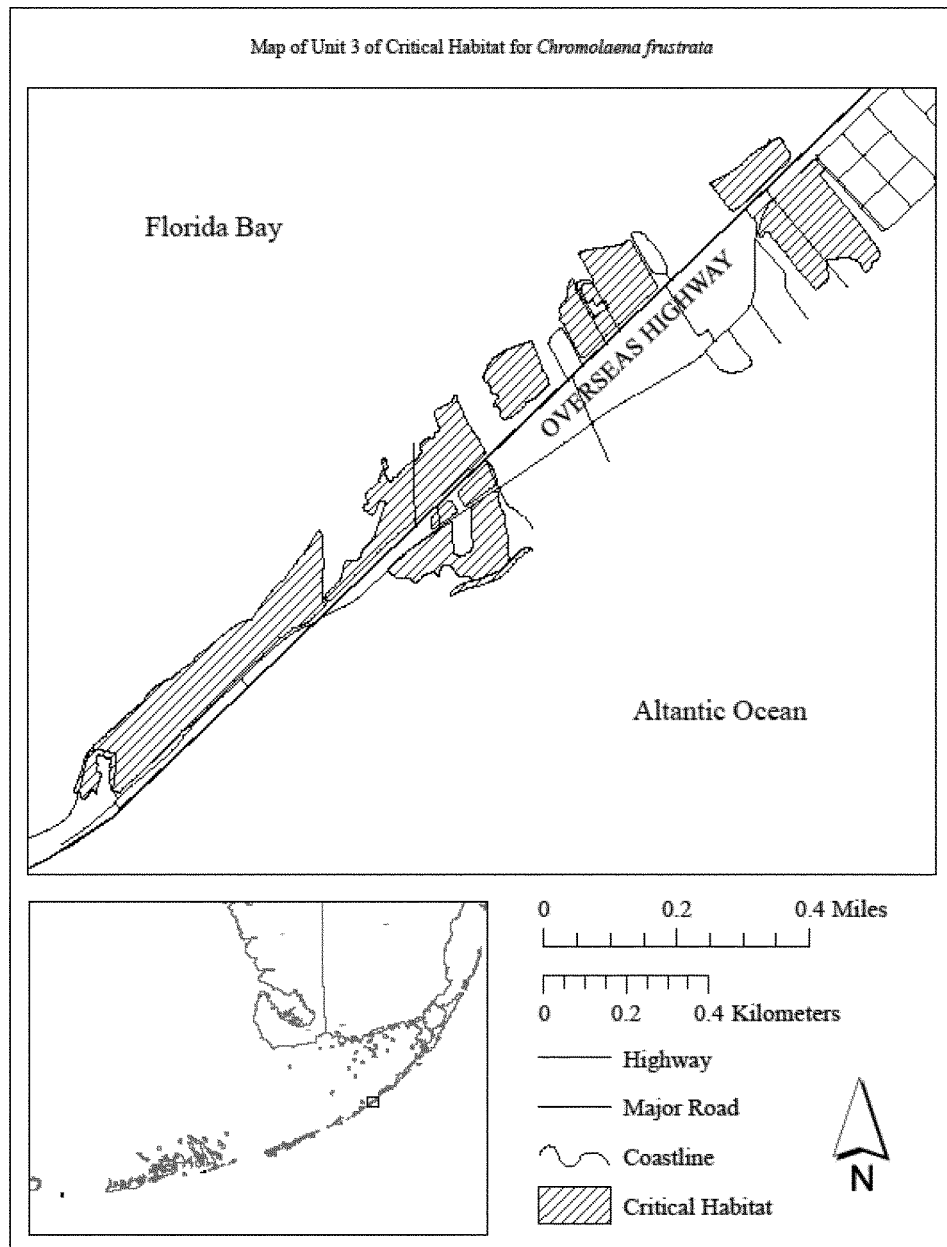 Map of Unit 3 of Critical Habitat for Chromolaena frustrata
Florida Bay
OVERSEAS HIGHWAY
Altantic Ocean
0 0.2 0.4 Miles
0 0.2 0.4 Kilometers
Highway
Major Road
Coastline
Critical Habitat
N